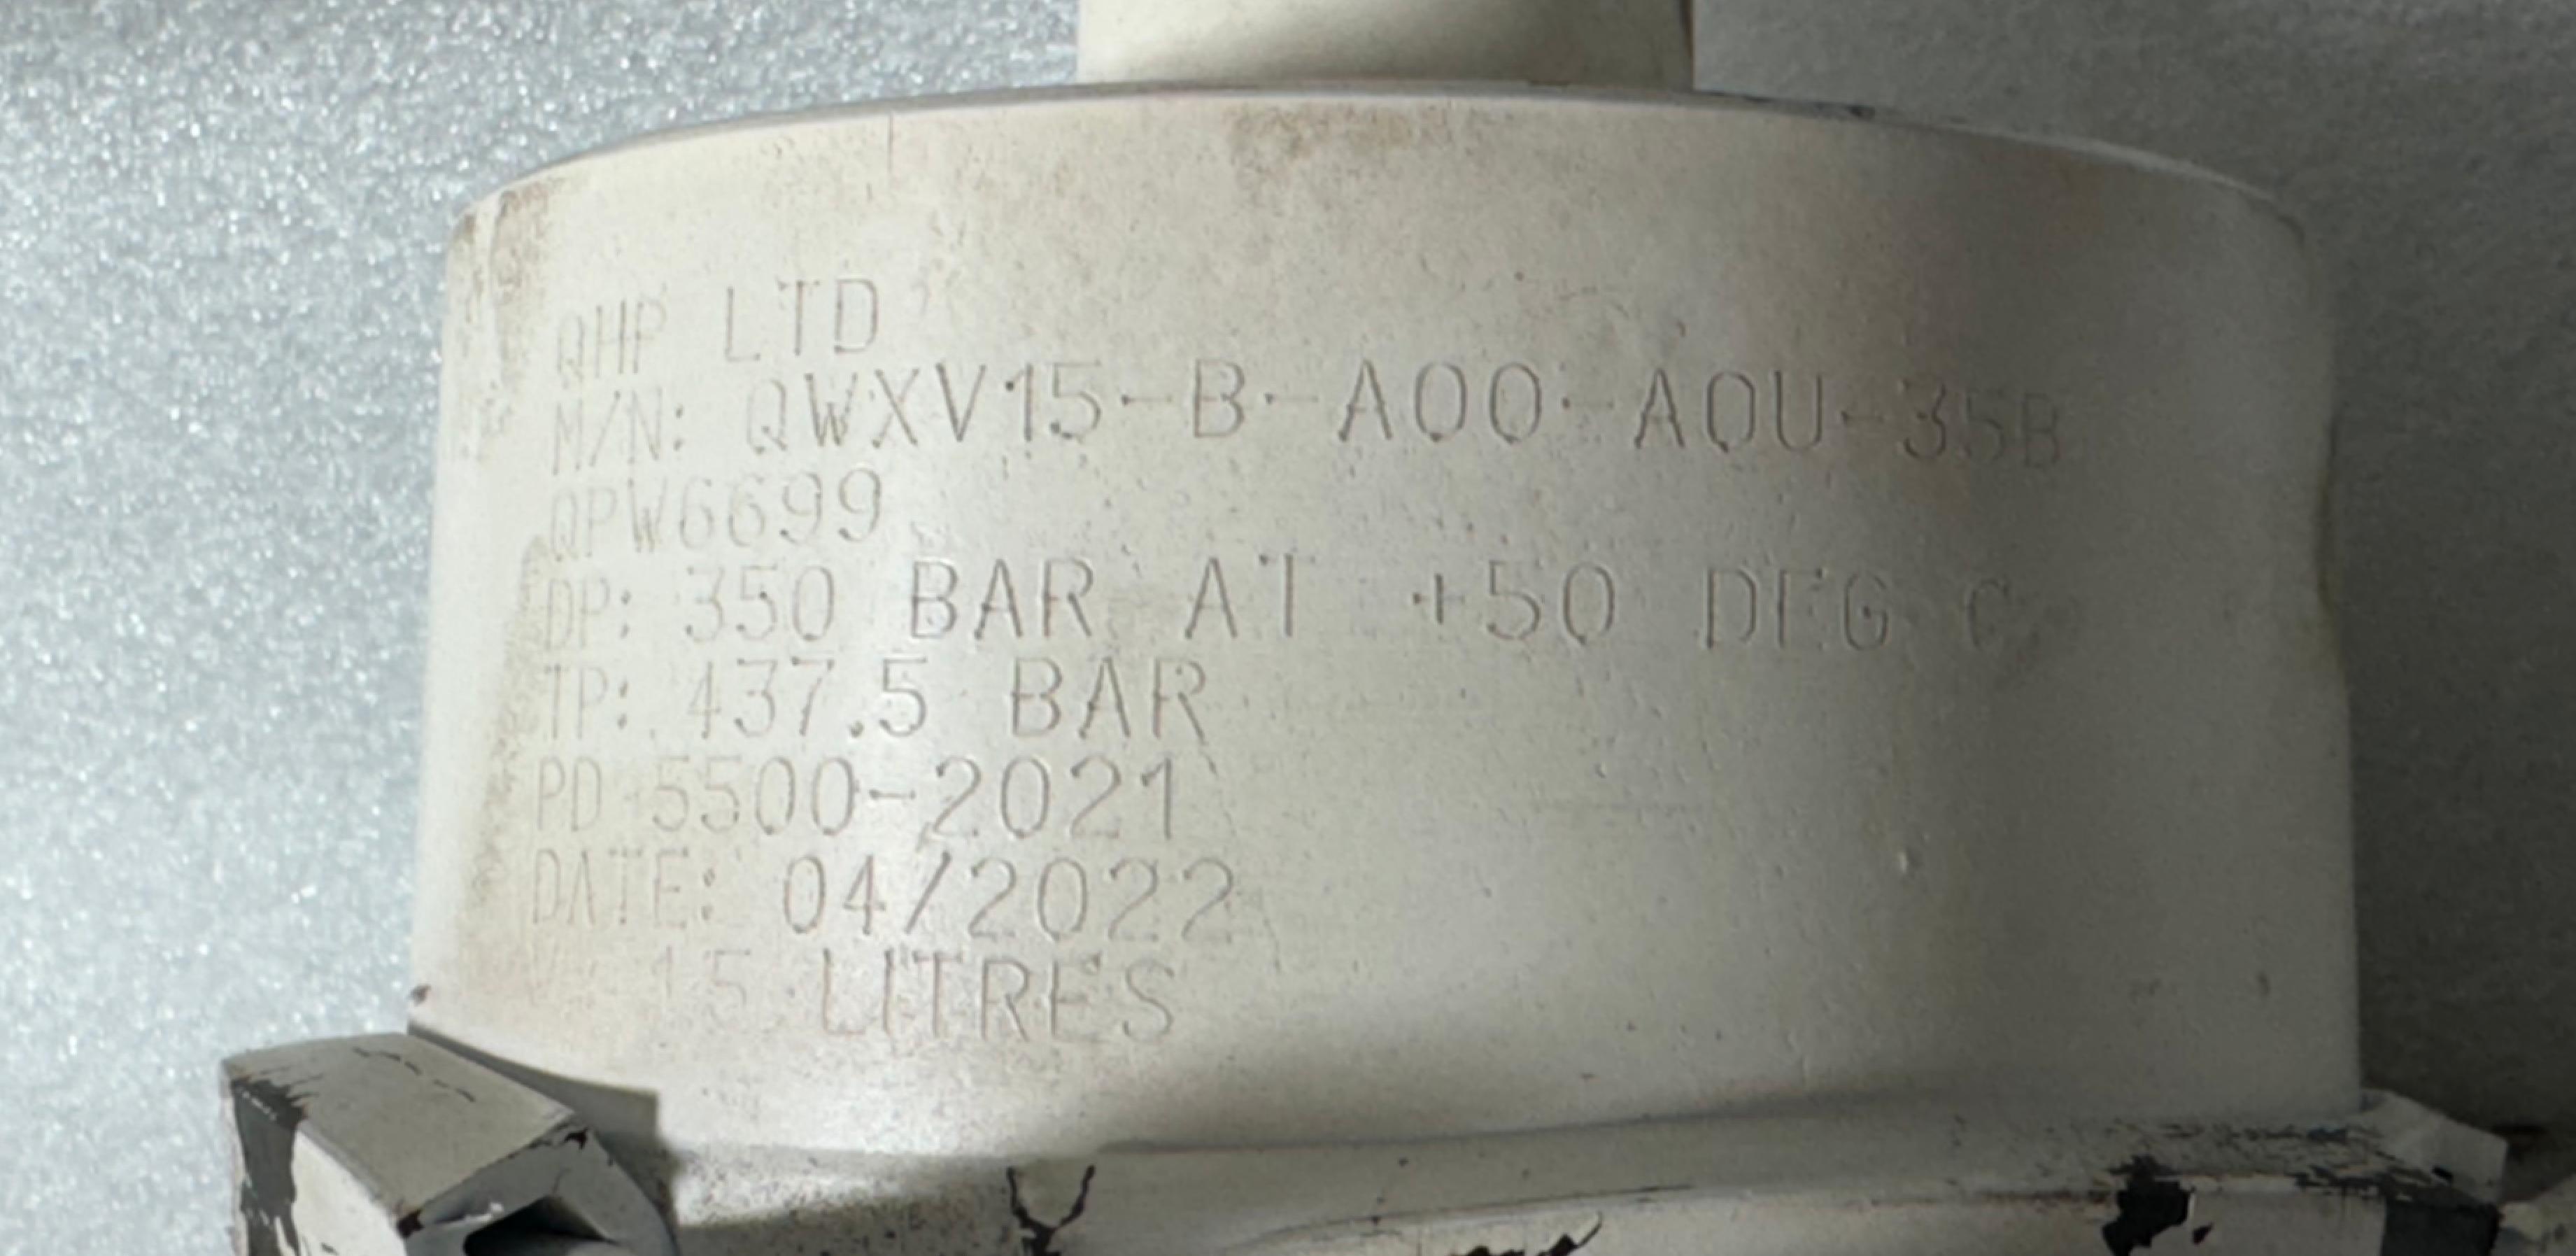 QHP LTD
M/N: QWXV15-B-A00-A0U-35B
QPW6699
DP: 350 BAR AT +50 DEG C
TP: 437.5 BAR
PD 5500-2021
DATE: 04/2022
15 LITRES